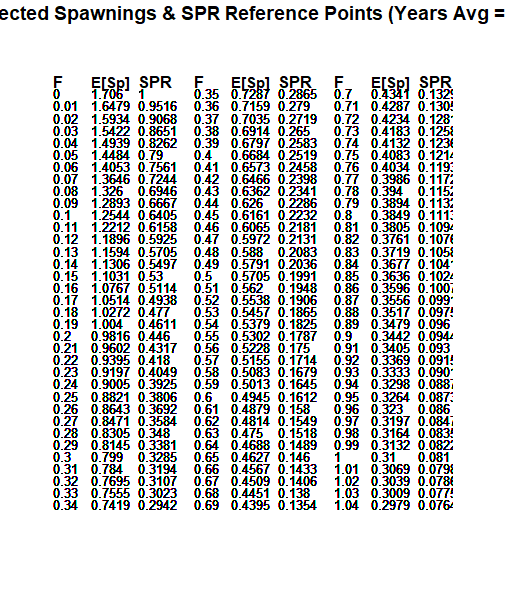 ected Spawnings & SPR Reference Points (Years Avg =
F E[Sp] SPR F E[Sp] SPR F E[Sp] SPR
0 1.706 1 0.35 0.7287 0.2865 0.7 0.4341 0.132
0.01 1.6479 0.9516 0.36 0.7159 0.279 0.71 0.4287 0.130
0.02 1.5934 0.9068 0.37 0.7035 0.2719 0.72 0.4234 0.128
0.03 1.5422 0.8651 0.38 0.6914 0.265 0.73 0.4183 0.125
0.04 1.4939 0.8262 0.39 0.6797 0.2583 0.74 0.4132 0.123
0.05 1.4484 0.79 0.4 0.6684 0.2519 0.75 0.4083 0.121
0.06 1.4053 0.7561 0.41 0.6573 0.2458 0.76 0.4034 0.119
0.07 1.3646 0.7244 0.42 0.6466 0.2398 0.77 0.3986 0.117
0.08 1.326 0.6946 0.43 0.6362 0.2341 0.78 0.394 0.115
0.09 1.2893 0.6667 0.44 0.626 0.2286 0.79 0.3894 0.113
0.1 1.2544 0.6405 0.45 0.6161 0.2232 0.8 0.3849 0.111
0.11 1.2212 0.6158 0.46 0.6065 0.2181 0.81 0.3805 0.109
0.12 1.1896 0.5925 0.47 0.5972 0.2131 0.82 0.3761 0.107
0.13 1.1594 0.5705 0.48 0.588 0.2083 0.83 0.3719 0.105
0.14 1.1306 0.5497 0.49 0.5791 0.2036 0.84 0.3677 0.104
0.15 1.1031 0.53 0.5 0.5705 0.1991 0.85 0.3636 0.102
0.16 1.0767 0.5114 0.51 0.562 0.1948 0.86 0.3596 0.100
0.17 1.0514 0.4938 0.52 0.5538 0.1906 0.87 0.3556 0.099
0.18 1.0272 0.477 0.53 0.5457 0.1865 0.88 0.3517 0.097
0.19 1.004 0.4611 0.54 0.5379 0.1825 0.89 0.3479 0.096
0.2 0.9816 0.446 0.55 0.5302 0.1787 0.9 0.3442 0.094
0.21 0.9602 0.4317 0.56 0.5228 0.175 0.91 0.3405 0.093
0.22 0.9395 0.418 0.57 0.5155 0.1714 0.92 0.3369 0.091
0.23 0.9197 0.4049 0.58 0.5083 0.1679 0.93 0.3333 0.090
0.24 0.9005 0.3925 0.59 0.5013 0.1645 0.94 0.3298 0.088
0.25 0.8821 0.3806 0.6 0.4945 0.1612 0.95 0.3264 0.087
0.26 0.8643 0.3692 0.61 0.4879 0.158 0.96 0.323 0.086
0.27 0.8471 0.3584 0.62 0.4814 0.1549 0.97 0.3197 0.084
0.28 0.8305 0.348 0.63 0.475 0.1518 0.98 0.3164 0.083
0.29 0.8145 0.3381 0.64 0.4688 0.1489 0.99 0.3132 0.082
0.3 0.799 0.3285 0.65 0.4627 0.146 1 0.31 0.081
0.31 0.784 0.3194 0.66 0.4567 0.1433 1.01 0.3069 0.079
0.32 0.7695 0.3107 0.67 0.4509 0.1406 1.02 0.3039 0.078
0.33 0.7555 0.3023 0.68 0.4451 0.138 1.03 0.3009 0.077
0.34 0.7419 0.2942 0.69 0.4395 0.1354 1.04 0.2979 0.076